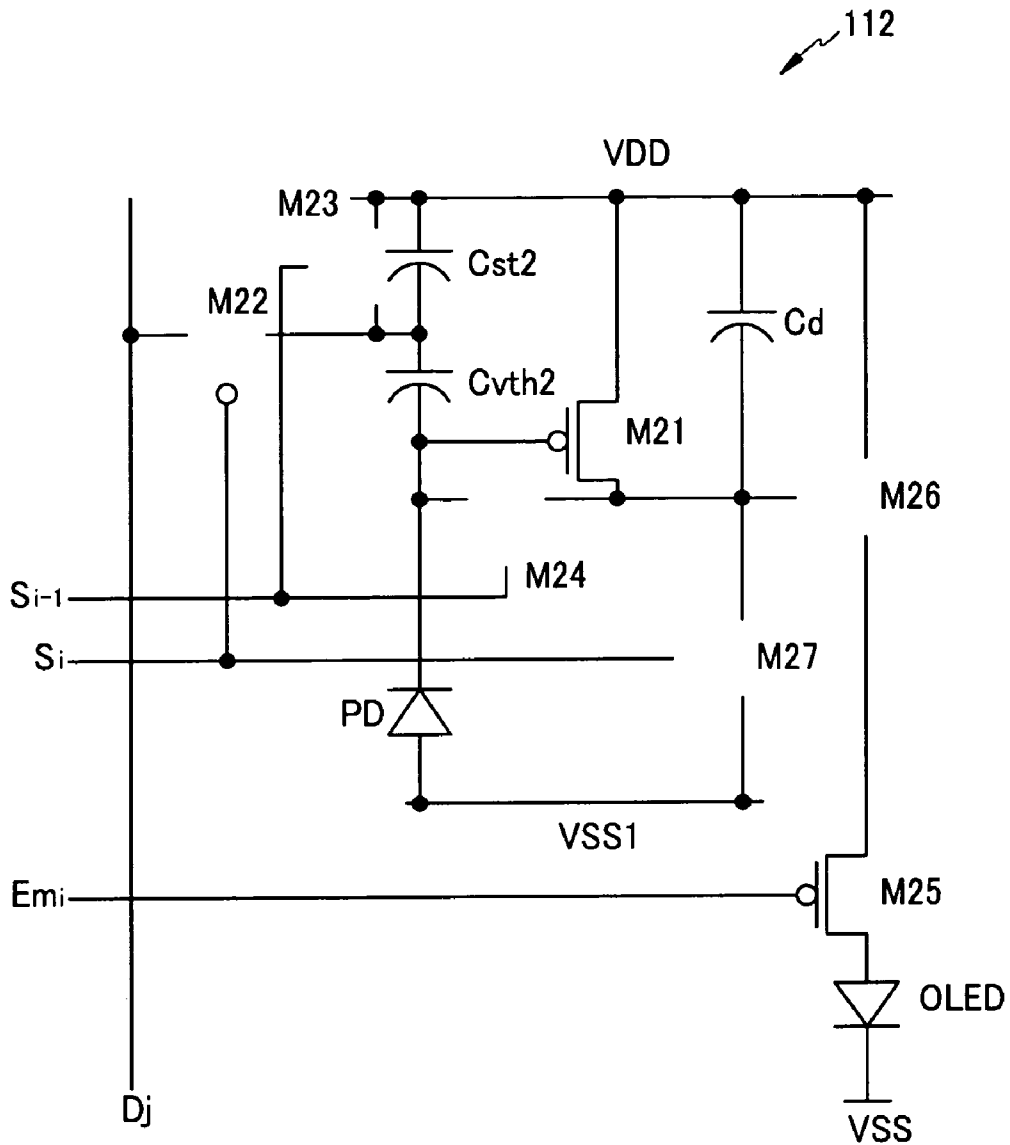 112
VDD
M23
Cst2
M22
Cd
Cvth2
M21
M26
M24
Si-1
Si
M27
PD
VSS1
Emi
M25
OLED
Dj
VSS